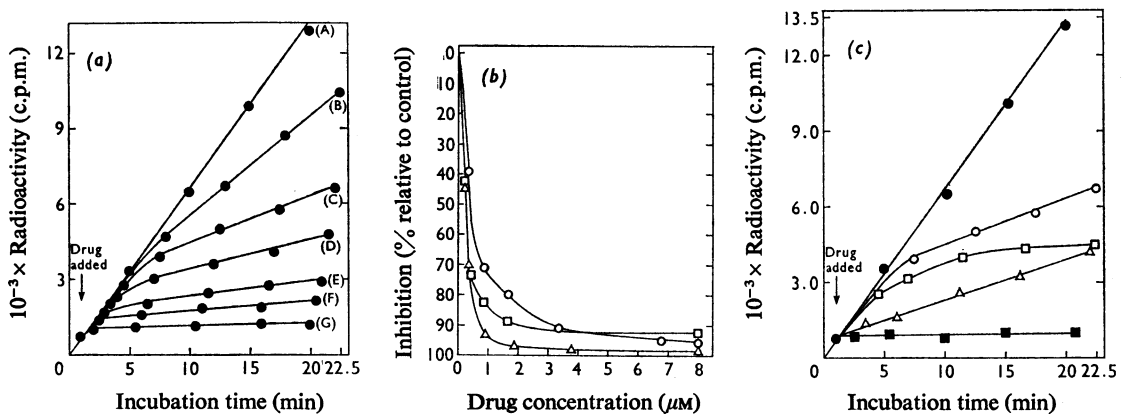 (a)
12
9
6
3
0
5
10
15
20
22.5
10⁻³ × Radioactivity (c.p.m.)
Incubation time (min)
Drug
added
(A)
(B)
(C)
(D)
(E)
(F)
(G)
(b)
0
10
20
30
40
50
60
70
80
90
100
0
1
2
3
4
5
6
7
8
Inhibition (% relative to control)
Drug concentration (μM)
(c)
13.5
12
9.0
6.0
3.0
0
5
10
15
20
22.5
10⁻³ × Radioactivity (c.p.m.)
Incubation time (min)
Drug
added